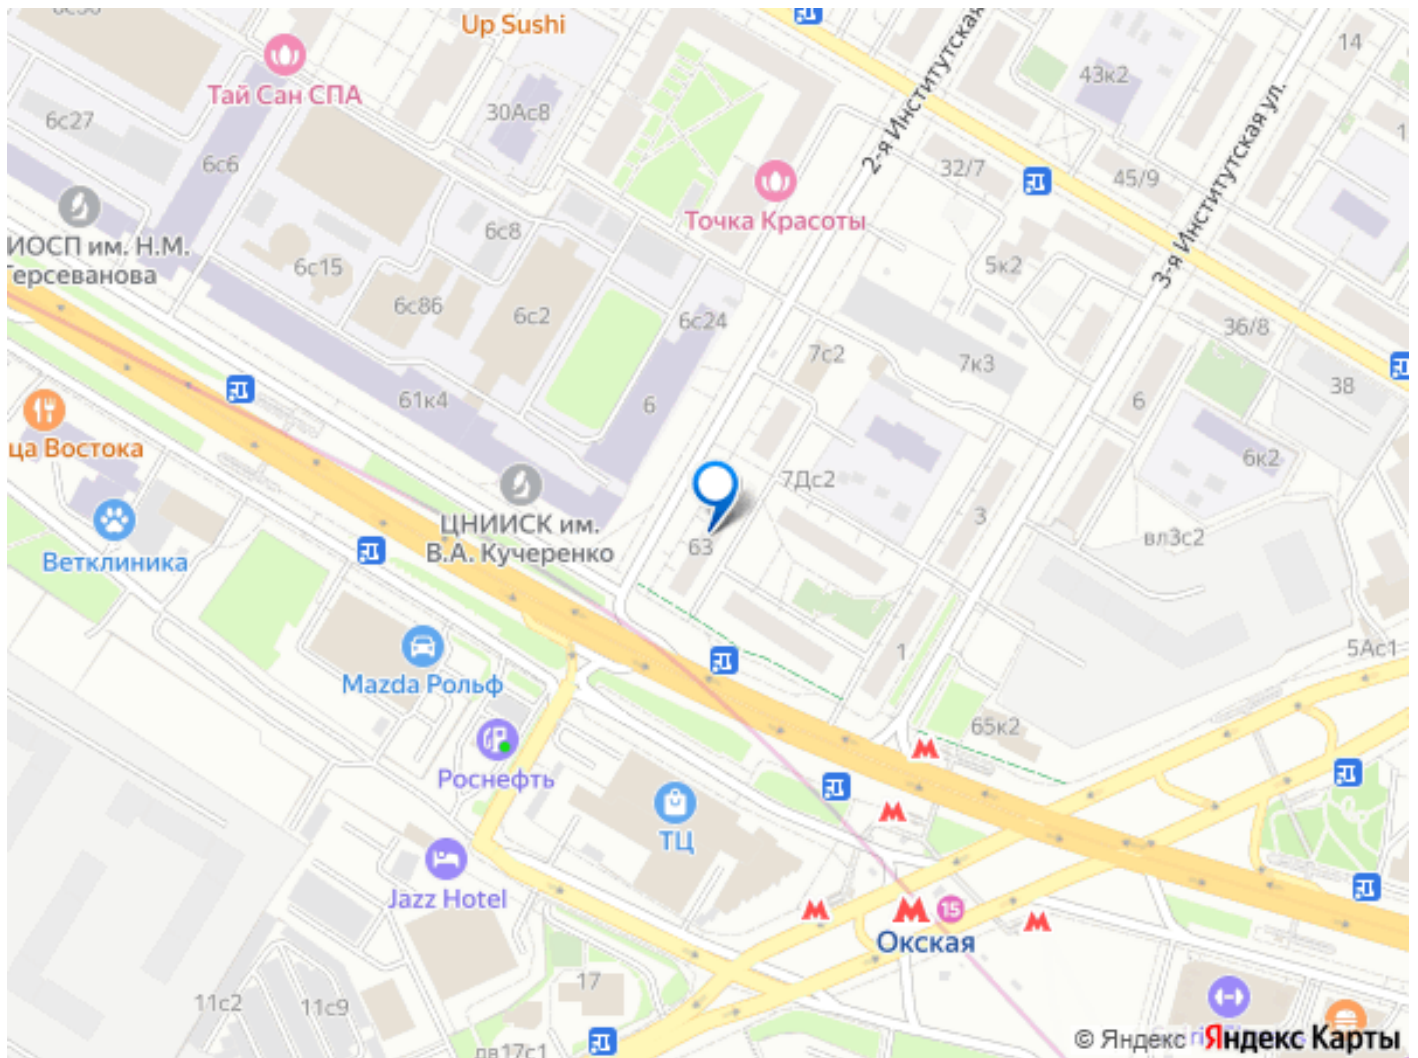 Up Sushi
14
43к2
Тай Сан СПА
30Ас8
6с27
2-я Институтская
6с6
32/7
45/9
3-я Институтская ул.
Точка Красоты
6с8
ИОСП им. Н.М.
Герсеванова
6с15
5к2
6с86
6с2
6с24
36/8
7с2
7к3
38
61к4
6
6
ца Востока
6к2
7Дс2
ЦНИИСК им.
В.А. Кучеренко
3
вл3с2
63
Ветклиника
1
5Ас1
Mazda Рольф
65к2
Роснефть
ТЦ
Jazz Hotel
15
Окская
17
11с2
11с9
© Яндекс
Яндекс Карты